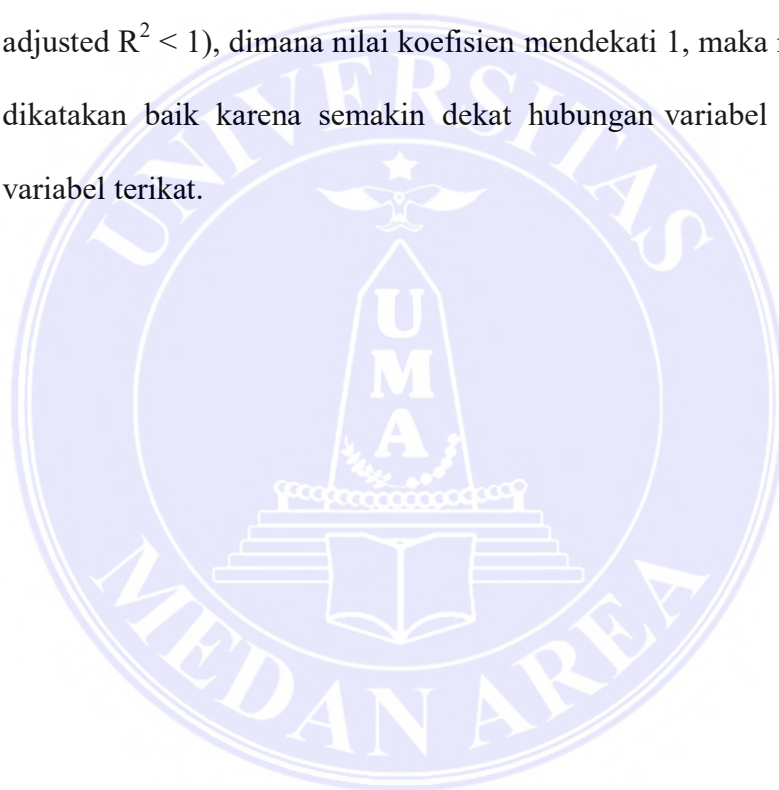 adjusted R² < 1), dimana nilai koefisien mendekati 1, maka
dikatakan baik karena semakin dekat hubungan variabel
variabel terikat.
UNIVERSITAS
UMA
MEDAN AREA